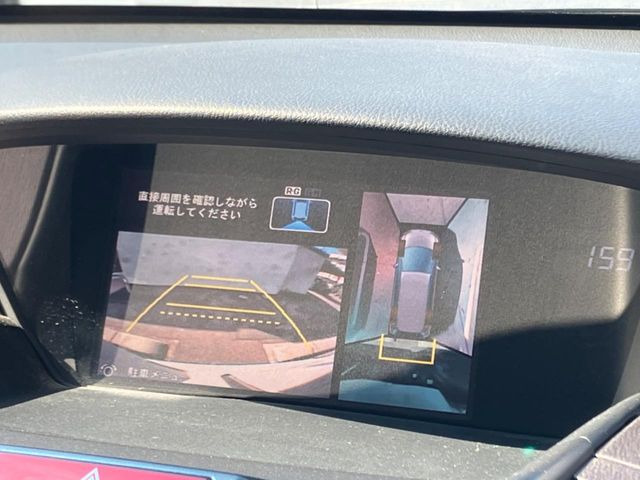 RG
直接周囲を確認しながら
運転してください
159
駐車メニュー